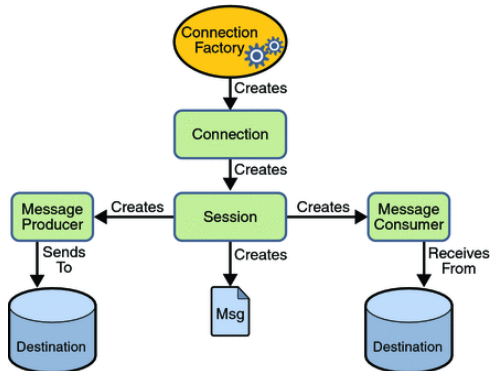 Connection
Factory
Creates
Connection
Creates
Message
Producer
Creates
Session
Creates
Message
Consumer
Sends
To
Creates
Receives
From
Msg
Destination
Destination